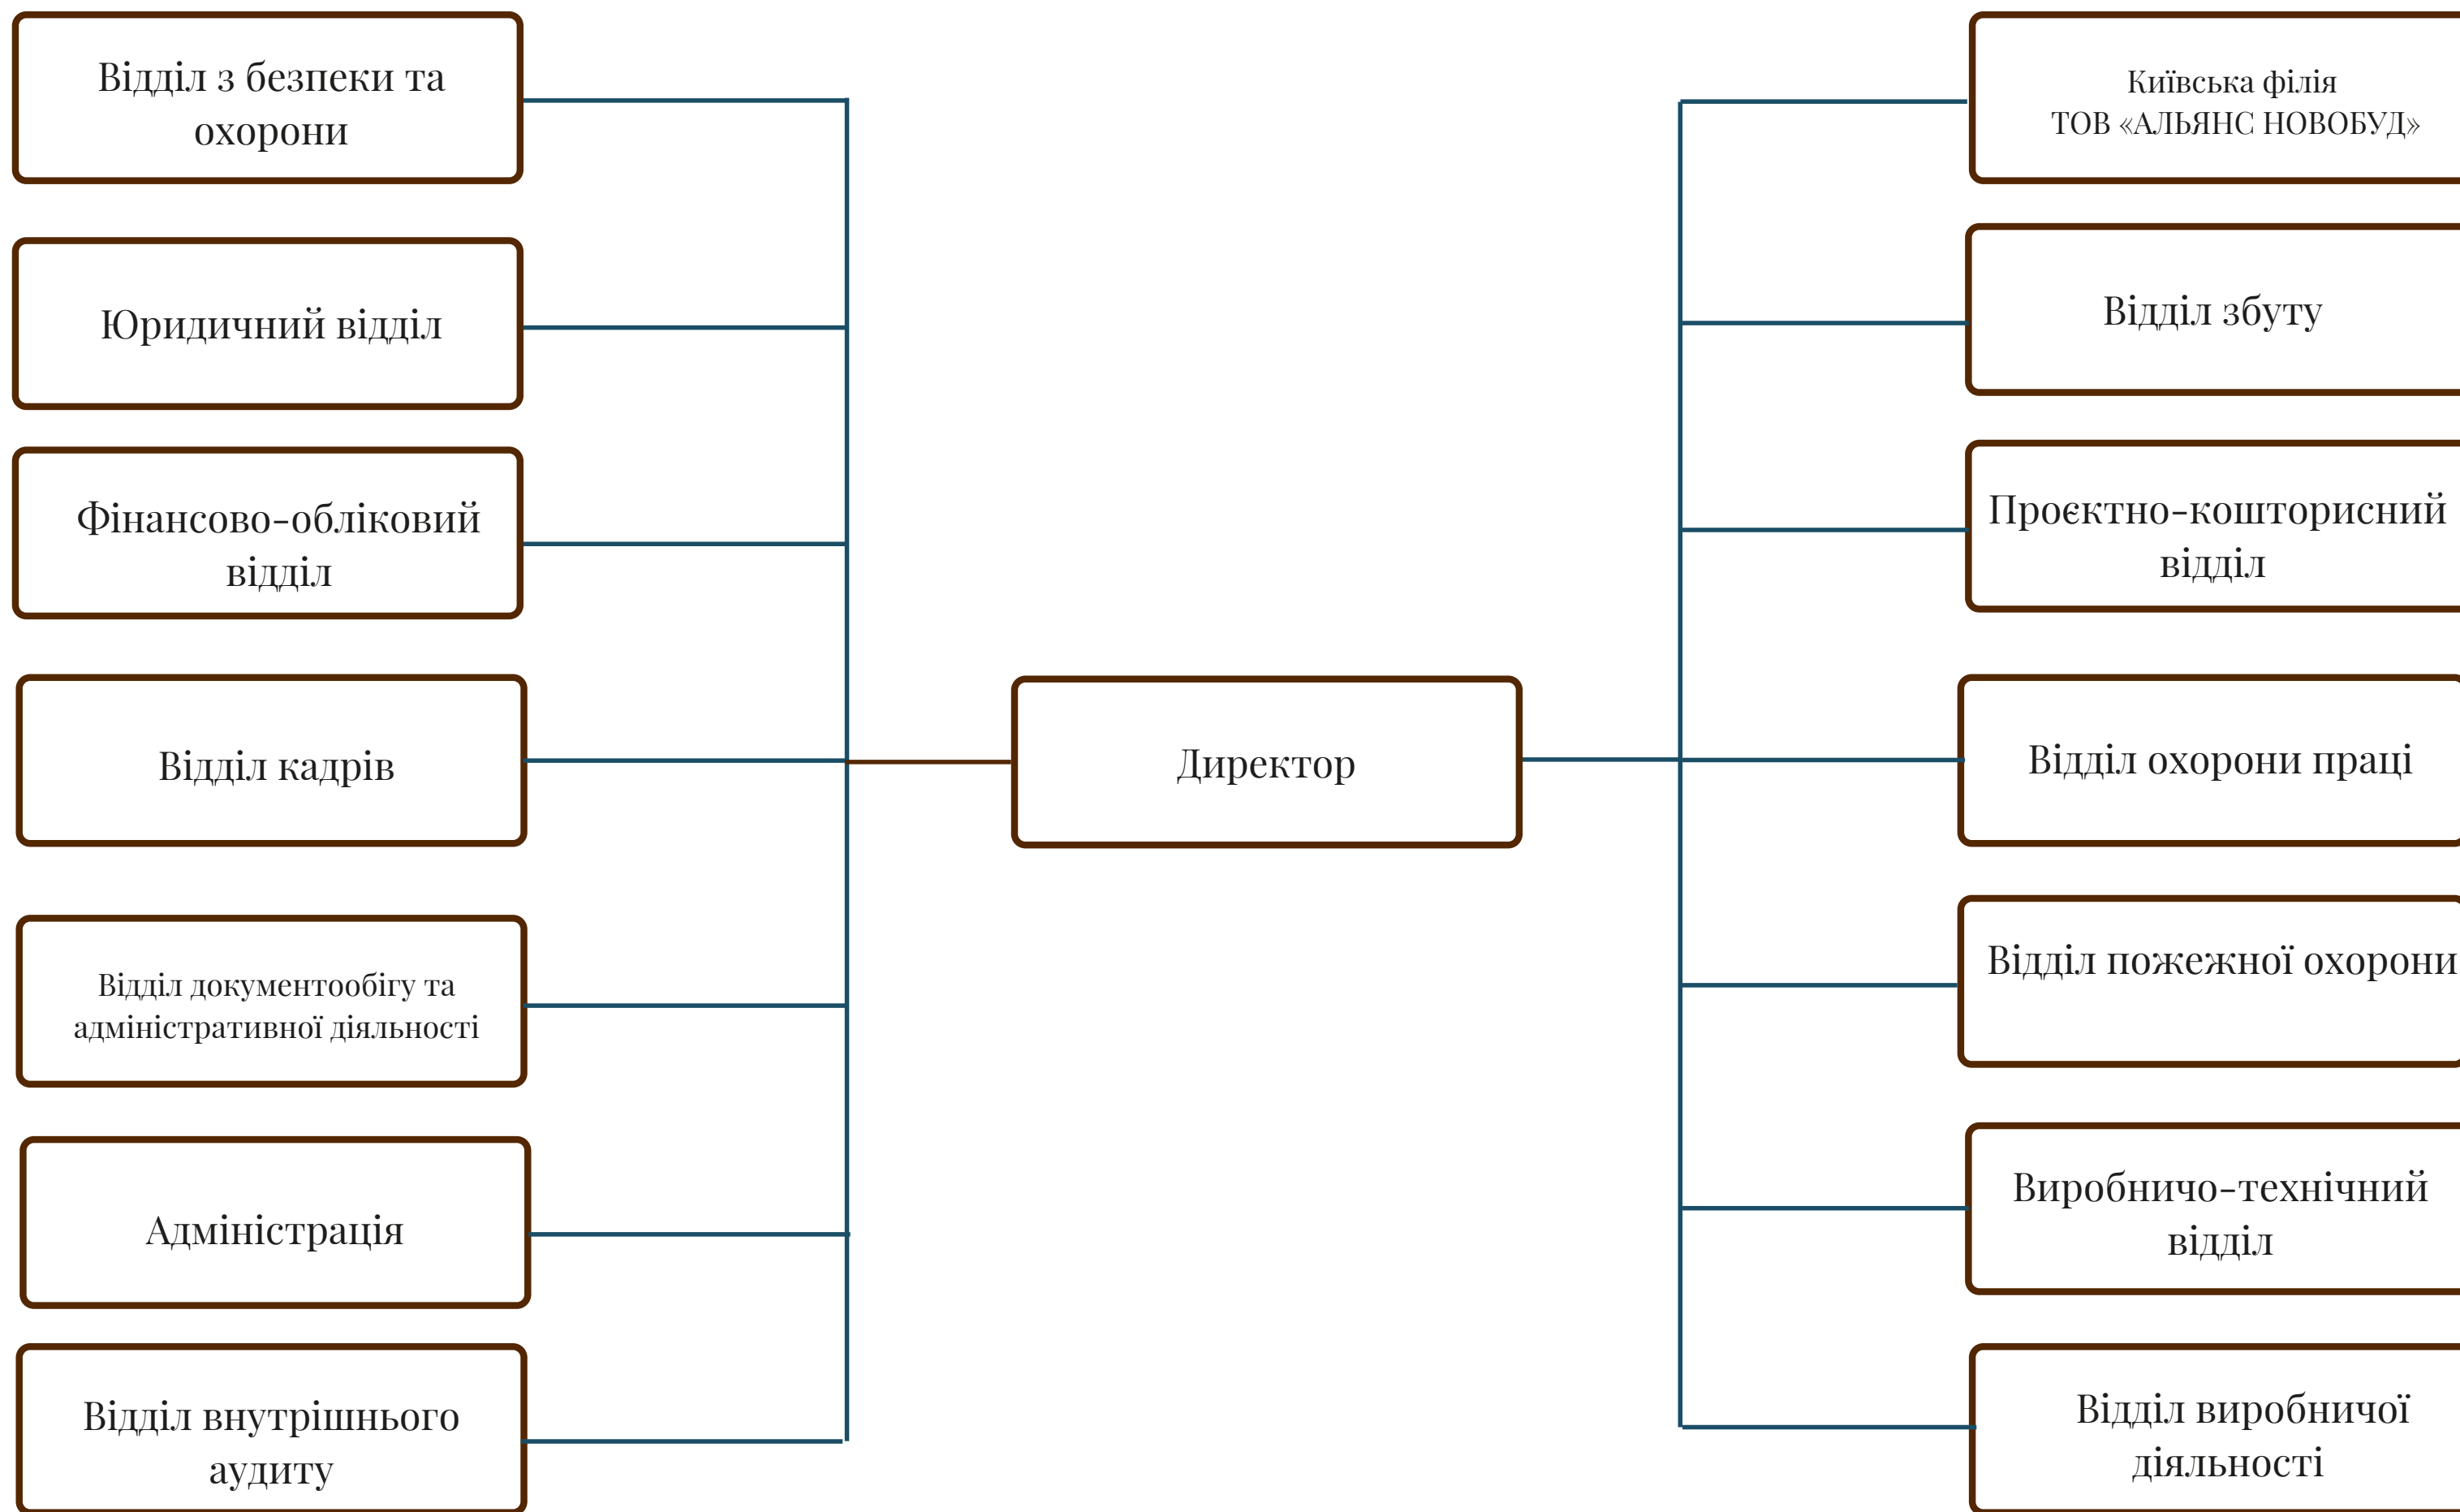 Відділ з безпеки та
охорони
Юридичний відділ
Фінансово-обліковий
відділ
Відділ кадрів
Відділ документообігу та
адміністративної діяльності
Адміністрація
Відділ внутрішнього
аудиту
Директор
Київська філія
ТОВ «АЛЬЯНС НОВОБУД»
Відділ збуту
Проєктно-кошторисний
відділ
Відділ охорони праці
Відділ пожежної охорони
Виробничо-технічний
відділ
Відділ виробничої
діяльності